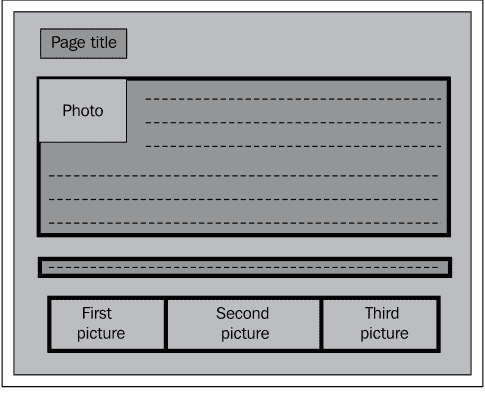 Page title
Photo
First picture
Second picture
Third picture